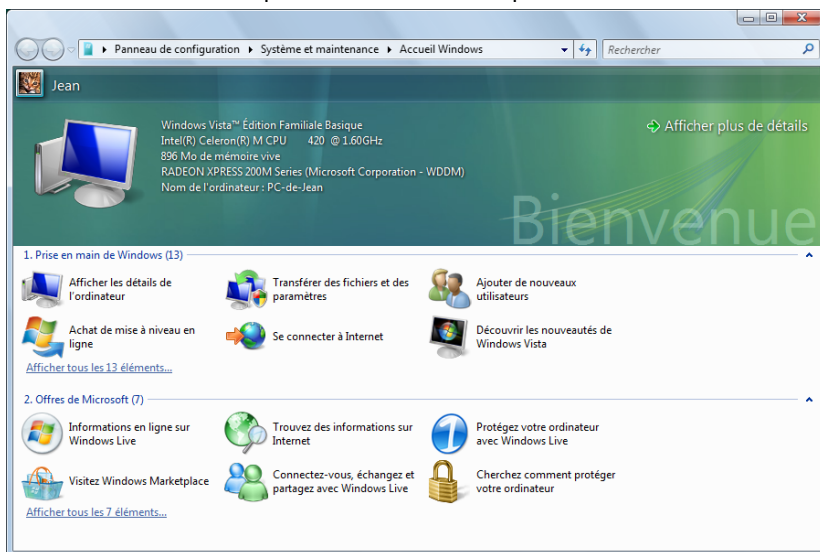 Panneau de configuration ▸ Système et maintenance ▸ Accueil Windows
Rechercher
Jean
Windows Vista™ Édition Familiale Basique
Intel(R) Celeron(R) M CPU 420 @ 1.60GHz
896 Mo de mémoire vive
RADEON XPRESS 200M Series (Microsoft Corporation - WDDM)
Nom de l'ordinateur : PC-de-Jean
Afficher plus de détails
Bienvenue
1. Prise en main de Windows (13)
Afficher les détails de
l'ordinateur
Transférer des fichiers et des
paramètres
Ajouter de nouveaux
utilisateurs
Achat de mise à niveau en
ligne
Se connecter à Internet
Découvrir les nouveautés de
Windows Vista
Afficher tous les 13 éléments...
2. Offres de Microsoft (7)
Informations en ligne sur
Windows Live
Trouvez des informations sur
Internet
Protégez votre ordinateur
avec Windows Live
Visitez Windows Marketplace
Connectez-vous, échangez et
partagez avec Windows Live
Cherchez comment protéger
votre ordinateur
Afficher tous les 7 éléments...